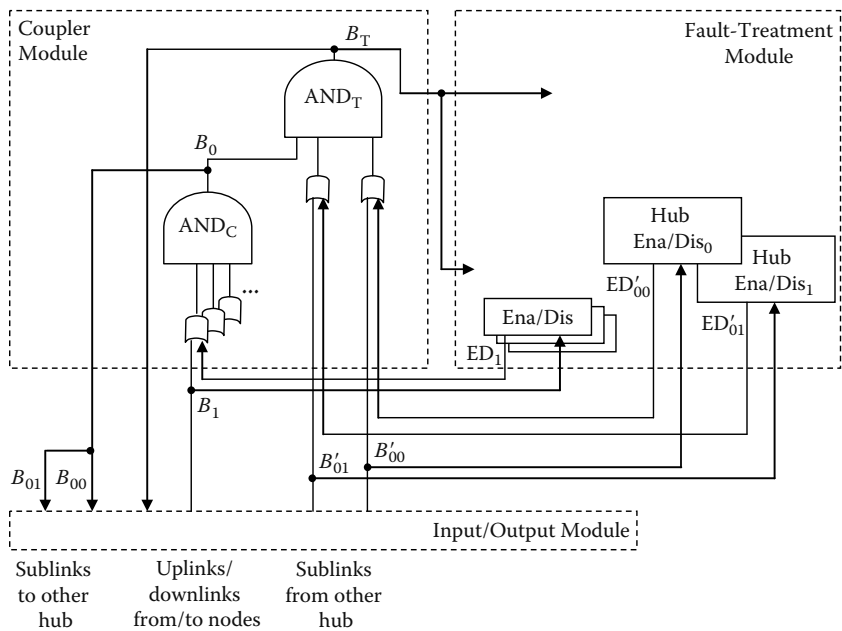 Coupler
Module
B_T
Fault-Treatment
Module
AND_T
B_0
AND_C
...
Hub
Ena/Dis_0
Hub
Ena/Dis_1
ED′_00
ED′_01
Ena/Dis
ED_1
B_1
B_01
B_00
B′_01
B′_00
Input/Output Module
Sublinks
to other
hub
Uplinks/
downlinks
from/to nodes
Sublinks
from other
hub